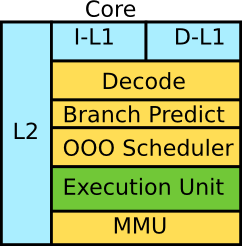 Core
I-L1 D-L1
Decode
Branch Predict
L2
OOO Scheduler
Execution Unit
MMU